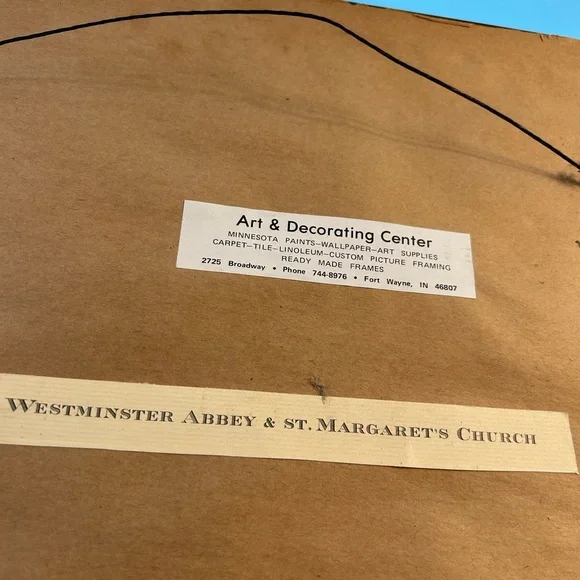 Art & Decorating Center
MINNESOTA PAINTS–WALLPAPER–ART SUPPLIES
CARPET–TILE–LINOLEUM–CUSTOM PICTURE FRAMING
READY MADE FRAMES
2725 Broadway • Phone 744-8976 • Fort Wayne, IN 46807
WESTMINSTER ABBEY & ST. MARGARET'S CHURCH